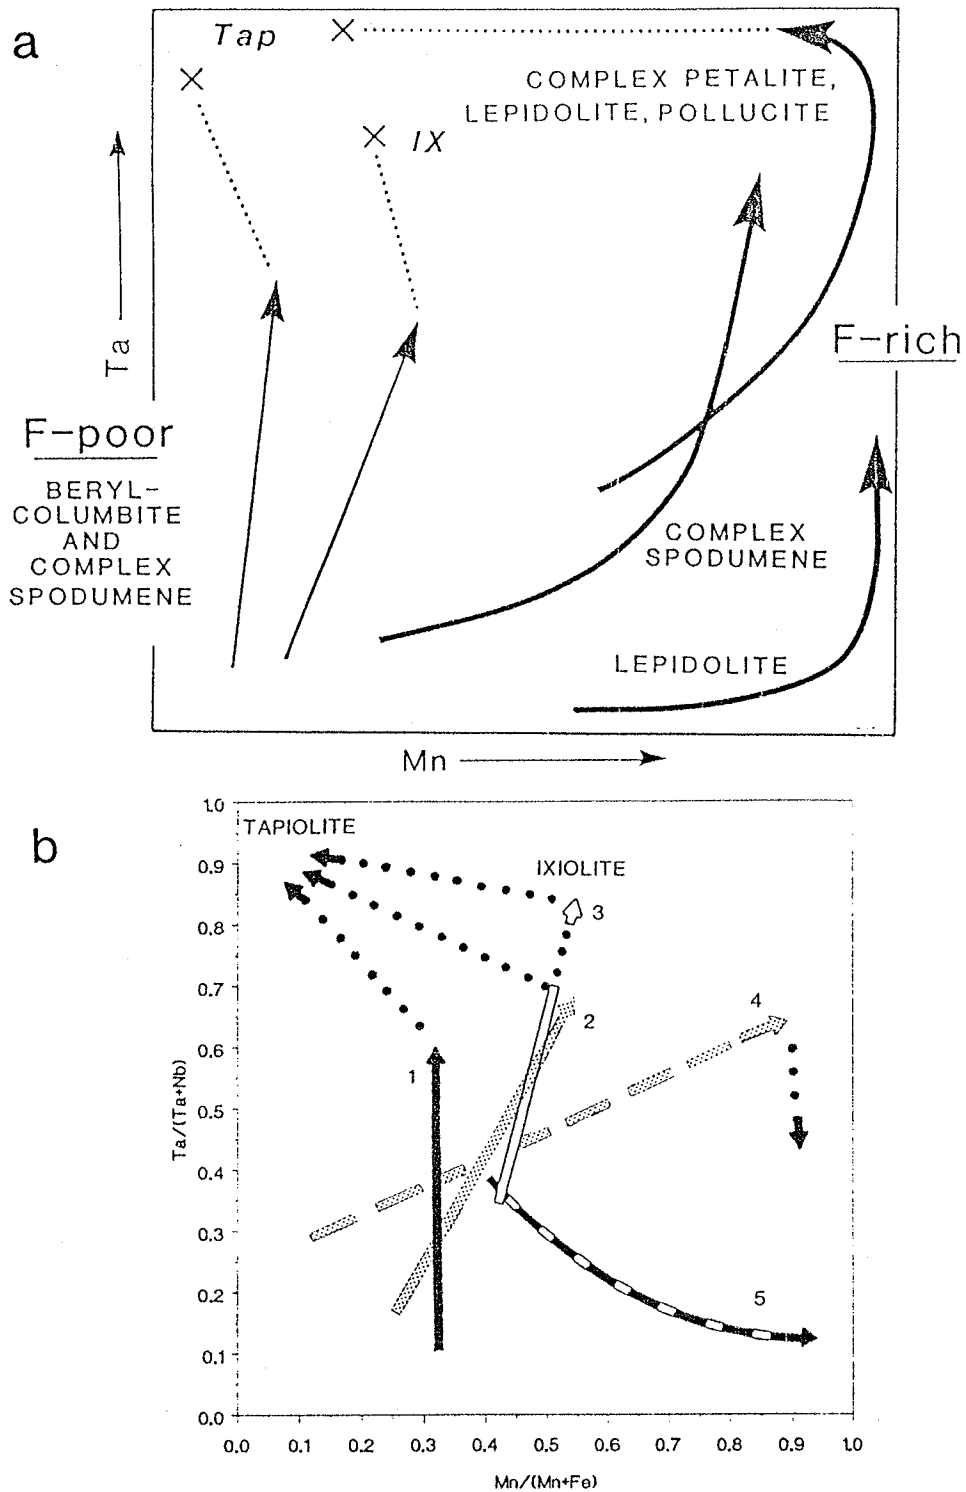 a
Tap
COMPLEX PETALITE,
LEPIDOLITE, POLLUCITE
IX
Ta
F-rich
F-poor
BERYL-
COLUMBITE
AND
COMPLEX
SPODUMENE
COMPLEX
SPODUMENE
LEPIDOLITE
Mn
b
1.0
TAPIOLITE
0.9
IXIOLITE
3
0.8
0.7
4
2
0.6
1
0.5
Ta/(Ta+Nb)
0.4
0.3
5
0.2
0.1
0.0
0.0 0.1 0.2 0.3 0.4 0.5 0.6 0.7 0.8 0.9 1.0
Mn/(Mn+Fe)